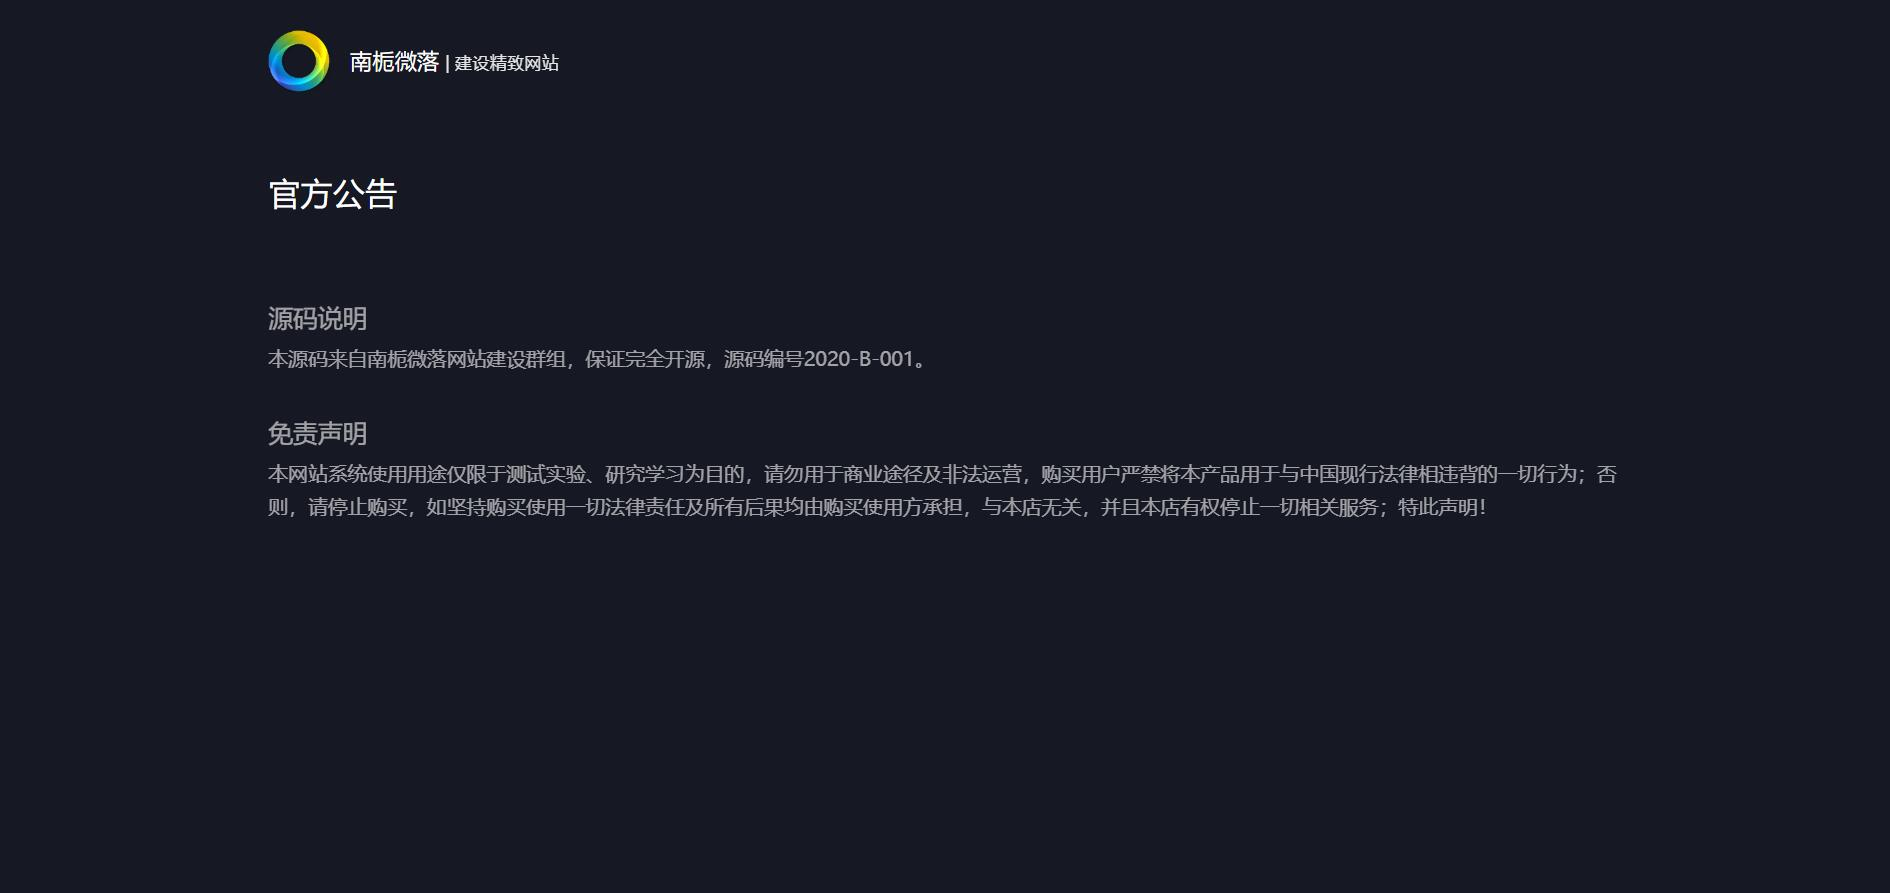 南栀微落 | 建设精致网站
官方公告
源码说明
本源码来自南栀微落网站建设群组，保证完全开源，源码编号2020-B-001。
免责声明
本网站系统使用用途仅限于测试实验、研究学习为目的，请勿用于商业途径及非法运营，购买用户严禁将本产品用于与中国现行法律相违背的一切行为；否
则，请停止购买，如坚持购买使用一切法律责任及所有后果均由购买使用方承担，与本店无关，并且本店有权停止一切相关服务；特此声明！